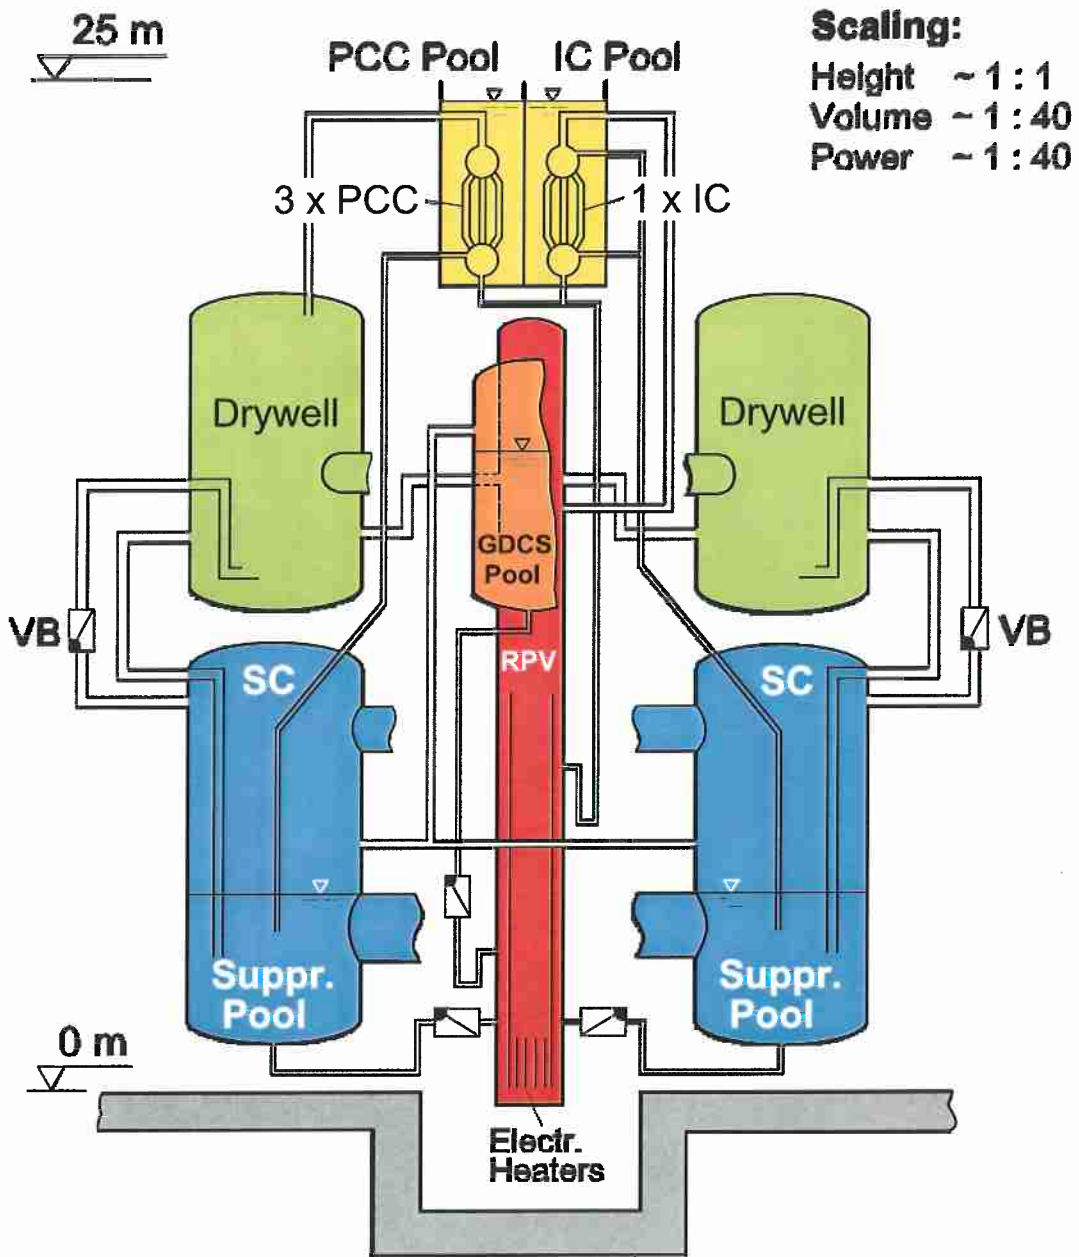 25 m
PCC Pool
IC Pool
Scaling:
Height ~ 1 : 1
Volume ~ 1 : 40
Power ~ 1 : 40
3 x PCC
1 x IC
Drywell
Drywell
GDCS
Pool
VB
VB
RPV
SC
SC
Suppr.
Pool
Suppr.
Pool
0 m
Electr.
Heaters